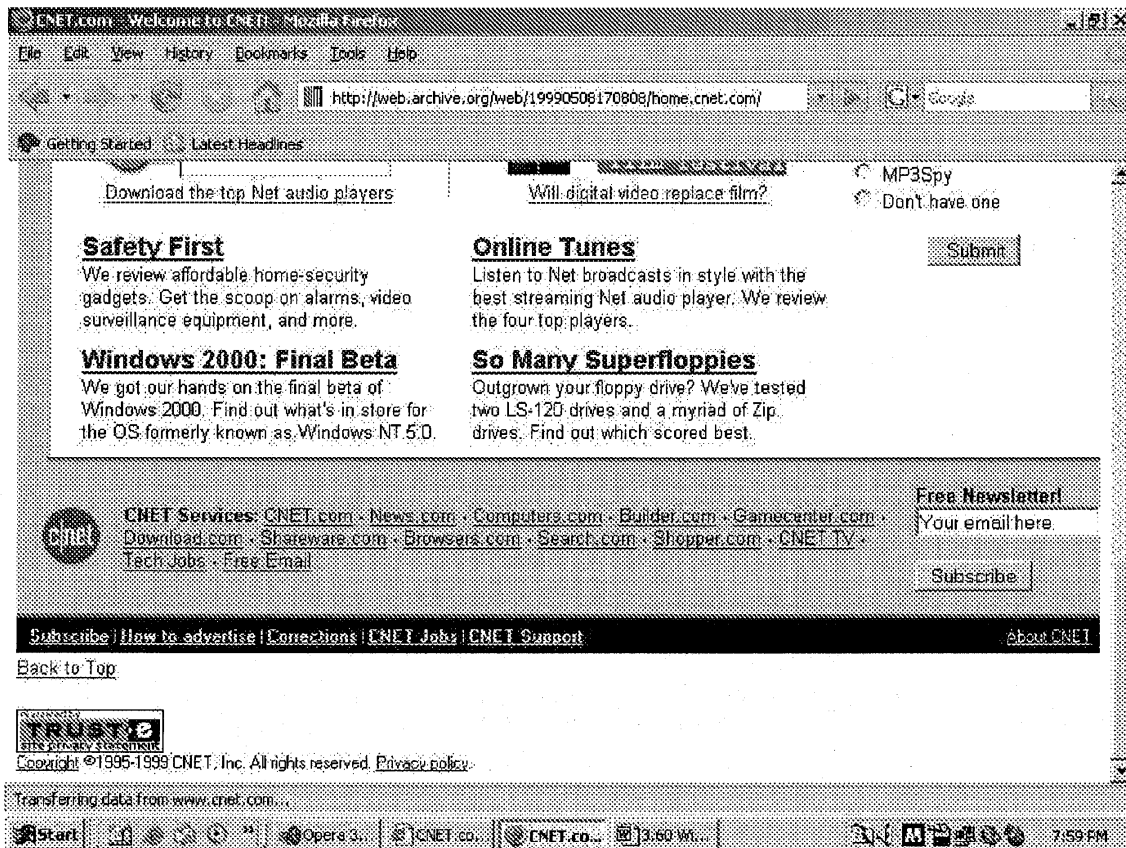 CNET.com - Welcome to CNET! - Mozilla Firefox
File Edit View History Bookmarks Tools Help
http://web.archive.org/web/19990508170808/home.cnet.com/
Google
Getting Started Latest Headlines
Download the top Net audio players
Will digital video replace film?
MP3Spy
Don't have one
Submit
Safety First
We review affordable home-security
gadgets. Get the scoop on alarms, video
surveillance equipment, and more.
Online Tunes
Listen to Net broadcasts in style with the
best streaming Net audio player. We review
the four top players.
Windows 2000: Final Beta
We got our hands on the final beta of
Windows 2000. Find out what's in store for
the OS formerly known as Windows NT 5.0.
So Many Superfloppies
Outgrown your floppy drive? We've tested
two LS-120 drives and a myriad of Zip
drives. Find out which scored best.
cnet
CNET Services: CNET.com - News.com - Computers.com - Builder.com - Gamecenter.com -
Download.com - Shareware.com - Browsers.com - Search.com - Shopper.com - CNET TV -
Tech Jobs - Free Email
Free Newsletter!
Your email here
Subscribe
Subscribe | How to advertise | Corrections | CNET Jobs | CNET Support
About CNET
Back to Top
TRUSTe
site privacy statement
Copyright ©1995-1999 CNET, Inc. All rights reserved. Privacy policy.
Transferring data from www.cnet.com...
Start Opera 3... CNET.co... CNET.co... 3.60 Wi... 7:59 PM